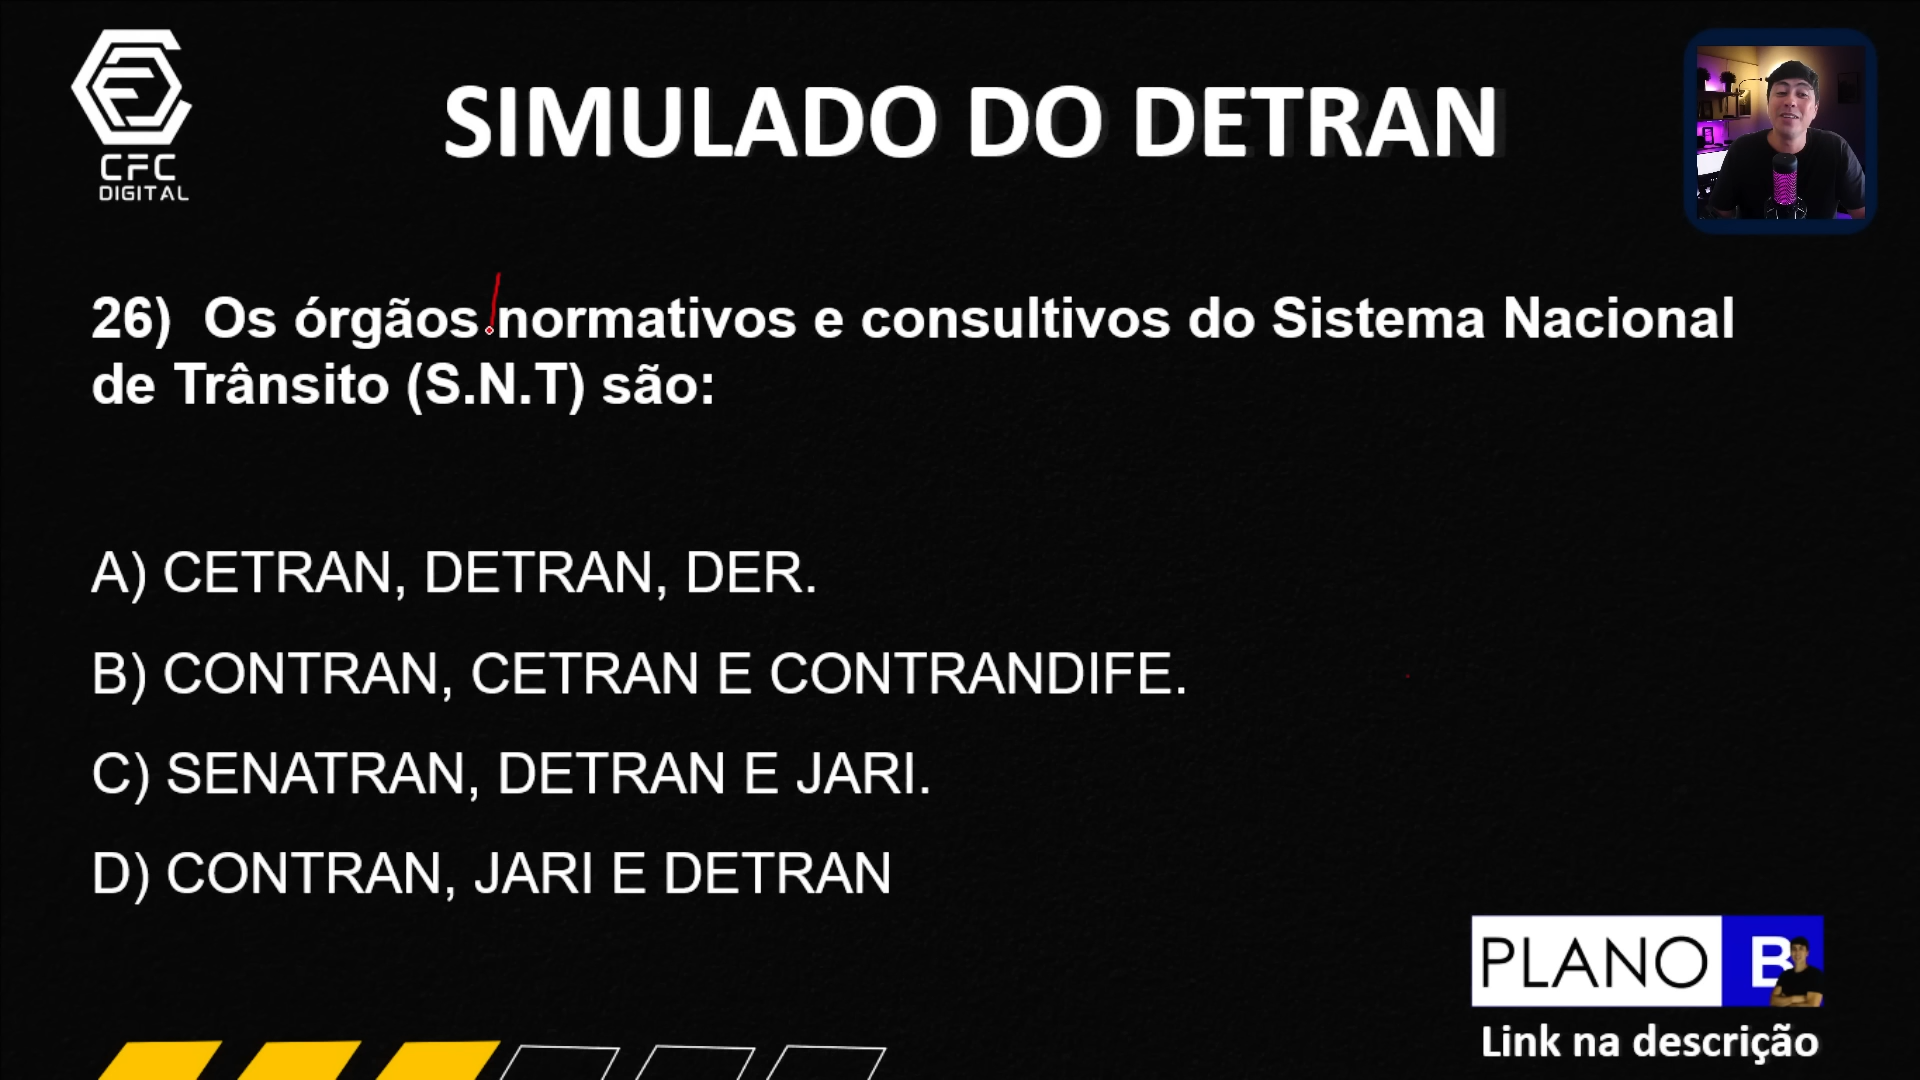 CFC
DIGITAL
SIMULADO DO DETRAN
26) Os órgãos normativos e consultivos do Sistema Nacional
de Trânsito (S.N.T) são:
A) CETRAN, DETRAN, DER.
B) CONTRAN, CETRAN E CONTRANDIFE.
C) SENATRAN, DETRAN E JARI.
D) CONTRAN, JARI E DETRAN
PLANO B
Link na descrição